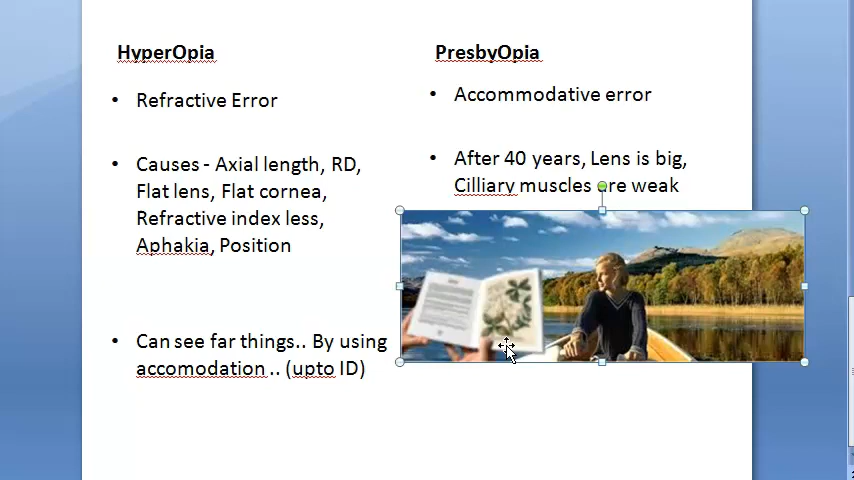 HyperOpia
• Refractive Error
• Causes - Axial length, RD,
Flat lens, Flat cornea,
Refractive index less,
Aphakia, Position
• Can see far things.. By using
accomodation .. (upto ID)
PresbyOpia
• Accommodative error
• After 40 years, Lens is big,
Cilliary muscles are weak